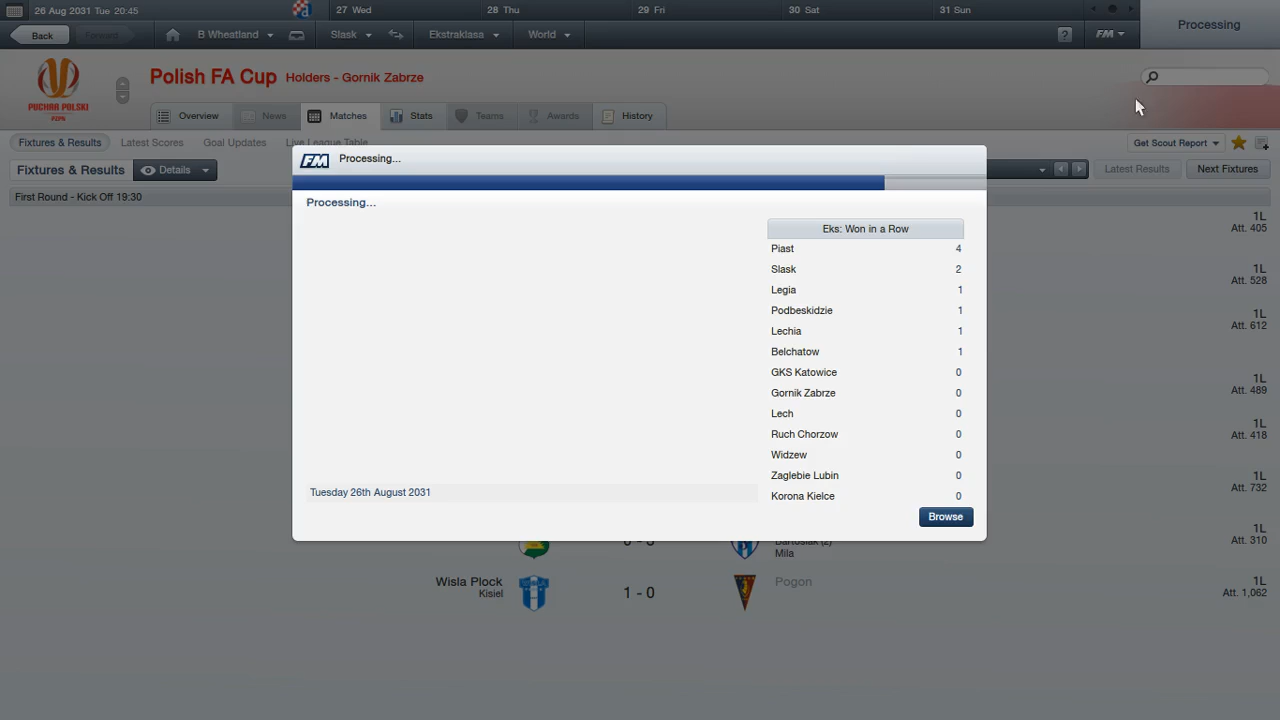 26 Aug 2031 Tue 20:45
27 Wed
28 Thu
29 Fri
30 Sat
31 Sun
Processing
Back
Forward
B Wheatland
Slask
Ekstraklasa
World
?
FM
PUCHAR POLSKI
Polish FA Cup
Holders - Gornik Zabrze
Overview
News
Matches
Stats
Teams
Awards
History
Fixtures & Results
Latest Scores
Goal Updates
Live League Table
Get Scout Report
Fixtures & Results
Details
Latest Results
Next Fixtures
First Round - Kick Off 19:30
FM
Processing...
Processing...
Eks: Won in a Row
Piast 4
Slask 2
Legia 1
Podbeskidzie 1
Lechia 1
Belchatow 1
GKS Katowice 0
Gornik Zabrze 0
Lech 0
Ruch Chorzow 0
Widzew 0
Zaglebie Lubin 0
Korona Kielce 0
Tuesday 26th August 2031
Browse
1L
Att. 405
1L
Att. 528
1L
Att. 612
1L
Att. 489
1L
Att. 418
1L
Att. 732
1L
Att. 310
Mila
Wisla Plock
Kisiel
1 - 0
Pogon
1L
Att. 1,062